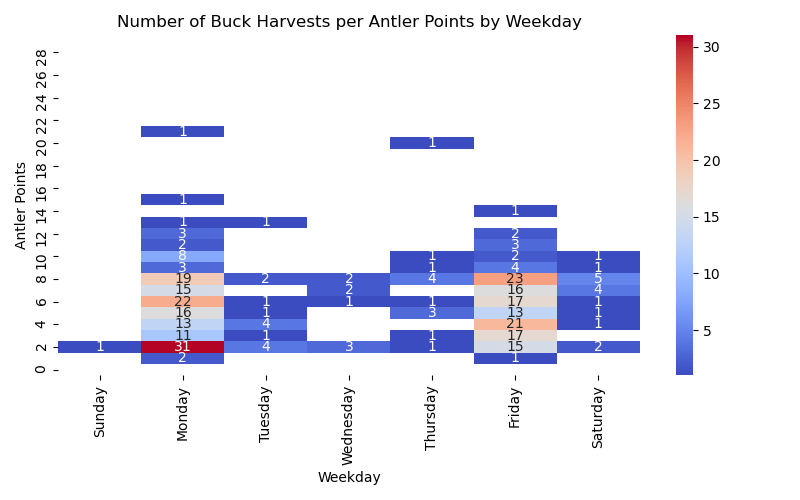 Number of Buck Harvests per Antler Points by Weekday
28
26
24
22
20
18
16
14
12
10
8
6
4
2
0
Antler Points
1
1
1
1
1 1
3 2
2 3
8 1 2 1
3 1 4 1
19 2 2 4 23 5
15 2 16 4
22 1 1 1 17 1
16 1 3 13 1
13 4 21 1
11 1 1 17
1 31 4 3 1 15 2
2 1
Sunday
Monday
Tuesday
Wednesday
Thursday
Friday
Saturday
Weekday
30
25
20
15
10
5